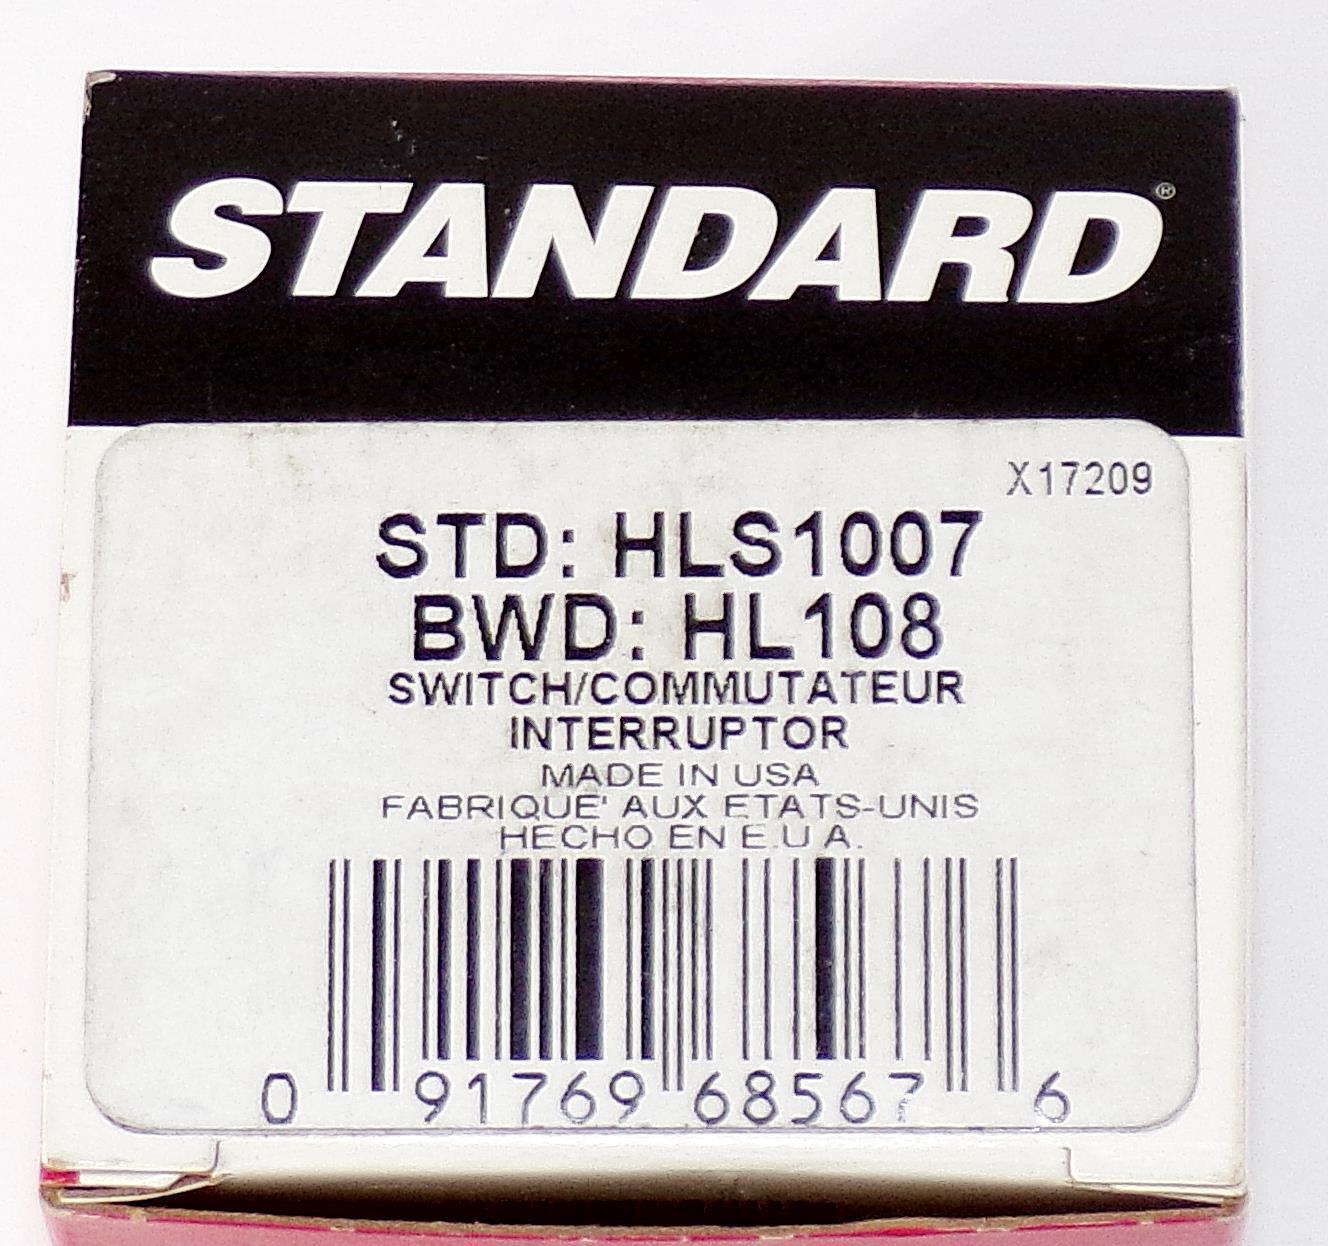 STANDARD®
X17209
STD: HLS1007
BWD: HL108
SWITCH/COMMUTATEUR
INTERRUPTOR
MADE IN USA
FABRIQUE' AUX ETATS-UNIS
HECHO EN E.U.A.
0 91769 68567 6